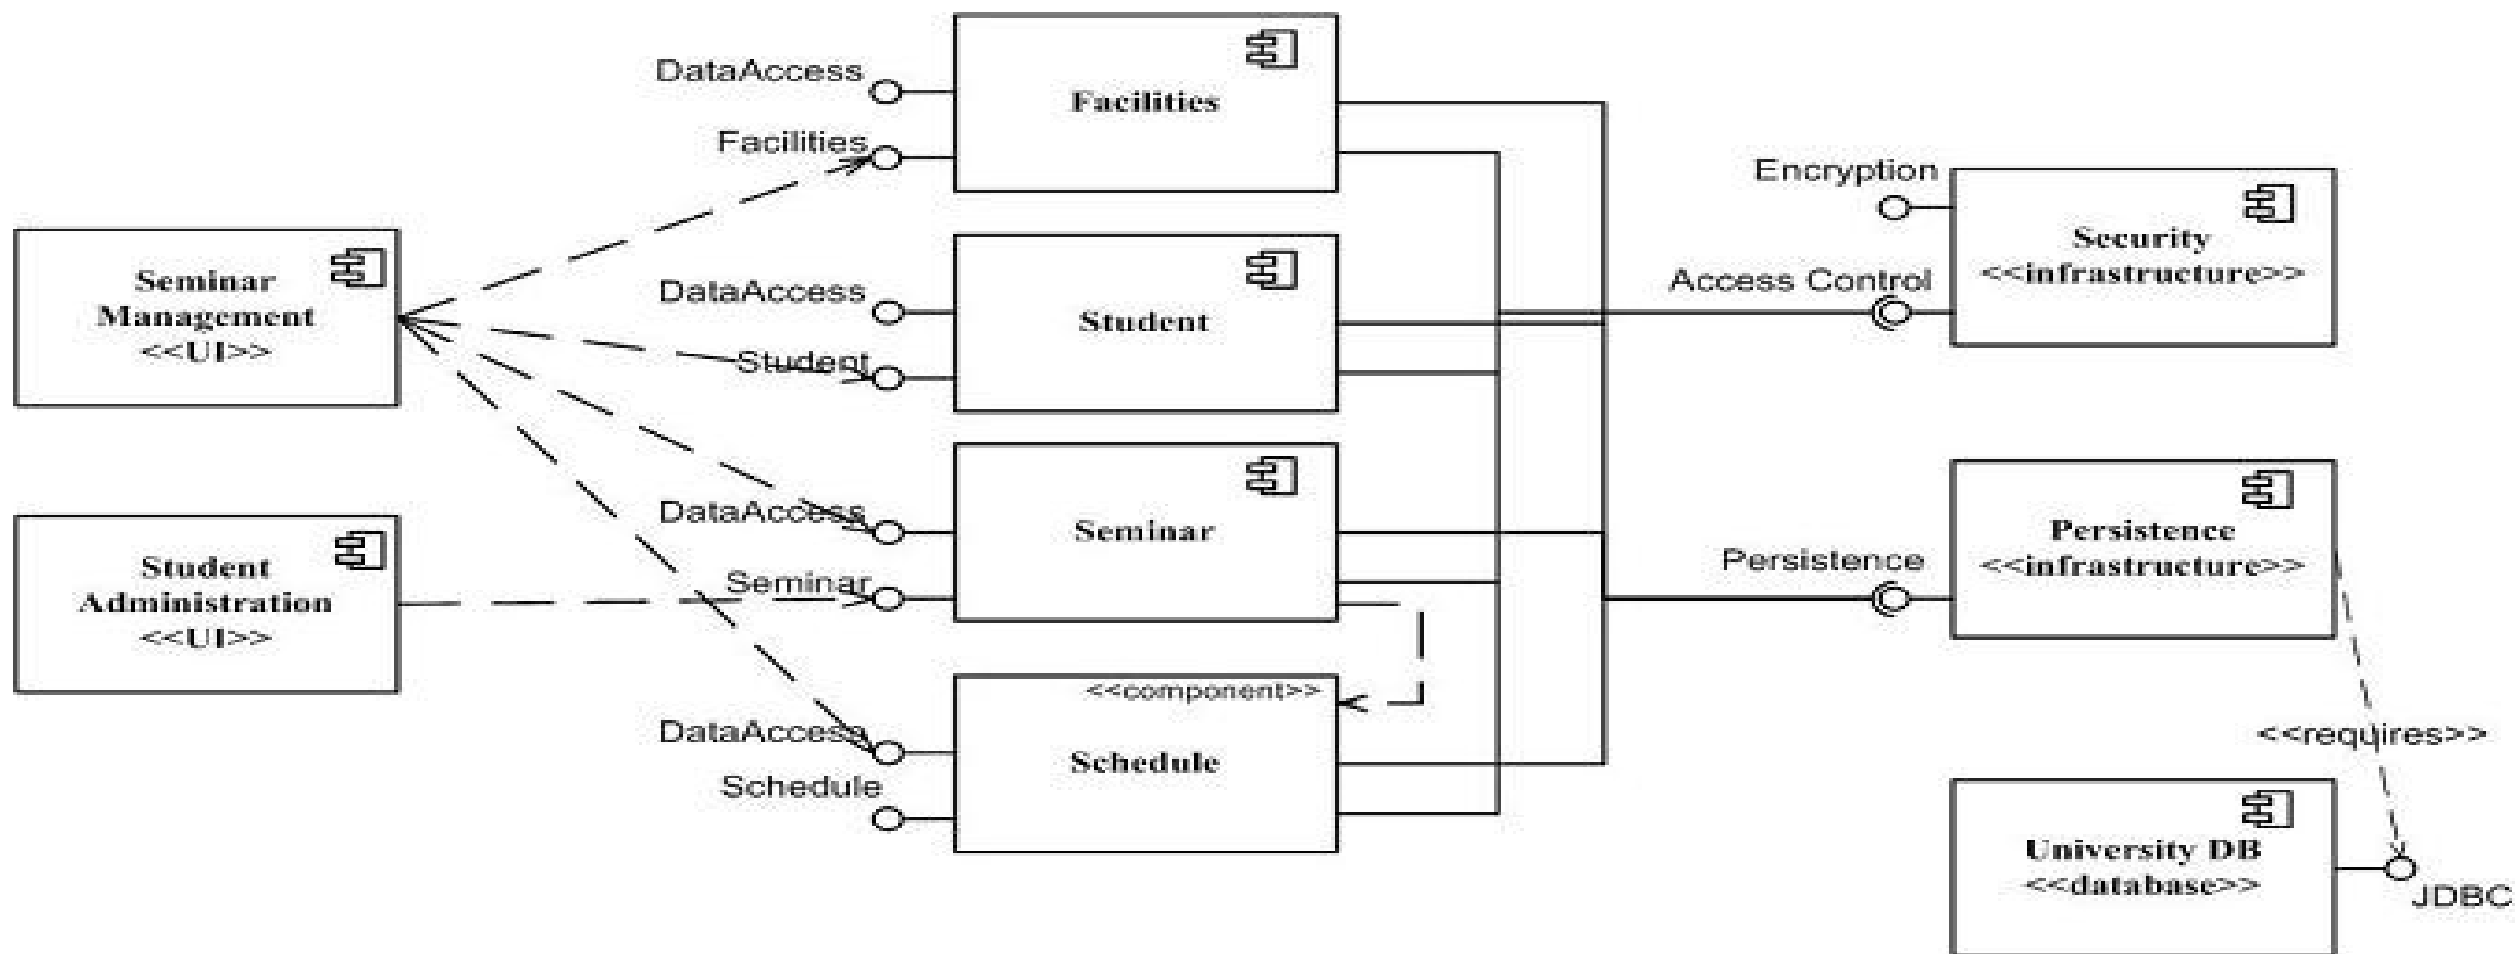 DataAccess
Facilities
Facilities
Encryption
Security
<<infrastructure>>
Access Control
Seminar
Management
<<UI>>
DataAccess
Student
Student
DataAccess
Seminar
Seminar
Student
Administration
<<UI>>
Persistence
Persistence
<<infrastructure>>
<<component>>
DataAccess
Schedule
Schedule
<<requires>>
University DB
<<database>>
JDBC